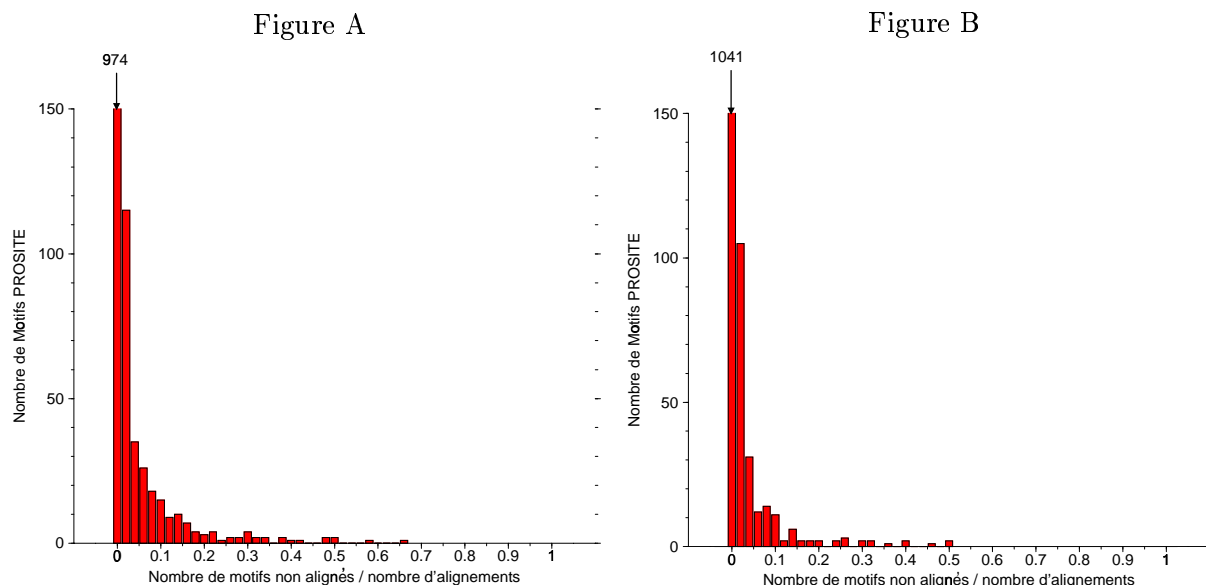 Figure A
974
150
100
50
0
Nombre de Motifs PROSITE
0 0.1 0.2 0.3 0.4 0.5 0.6 0.7 0.8 0.9 1
Nombre de motifs non alignés / nombre d'alignements
Figure B
1041
150
100
50
0
Nombre de Motifs PROSITE
0 0.1 0.2 0.3 0.4 0.5 0.6 0.7 0.8 0.9 1
Nombre de motifs non alignés / nombre d'alignements